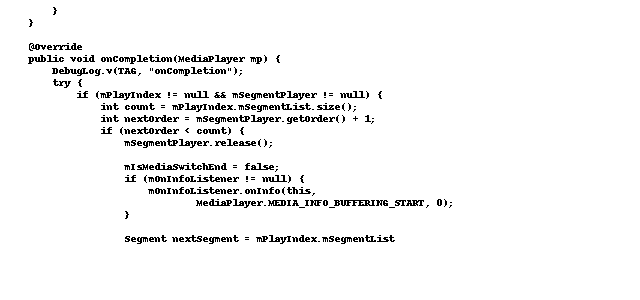 }
}
@Override
public void onCompletion(MediaPlayer mp) {
DebugLog.v(TAG, "onCompletion");
try {
if (mPlayIndex != null && mSegmentPlayer != null) {
int count = mPlayIndex.mSegmentList.size();
int nextOrder = mSegmentPlayer.getOrder() + 1;
if (nextOrder < count) {
mSegmentPlayer.release();
mIsMediaSwitchEnd = false;
if (mOnInfoListener != null) {
mOnInfoListener.onInfo(this,
MediaPlayer.MEDIA_INFO_BUFFERING_START, 0);
}
Segment nextSegment = mPlayIndex.mSegmentList